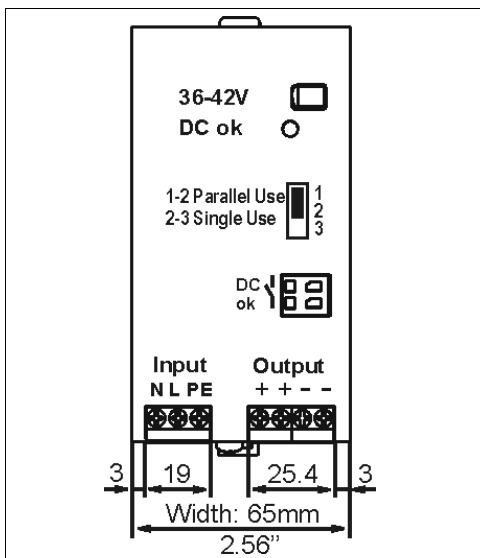 36-42V
DC ok
1-2 Parallel Use
2-3 Single Use
1
2
3
DC
ok
Input
Output
N L PE
+ + - -
3
19
25.4
3
Width: 65mm
2.56"